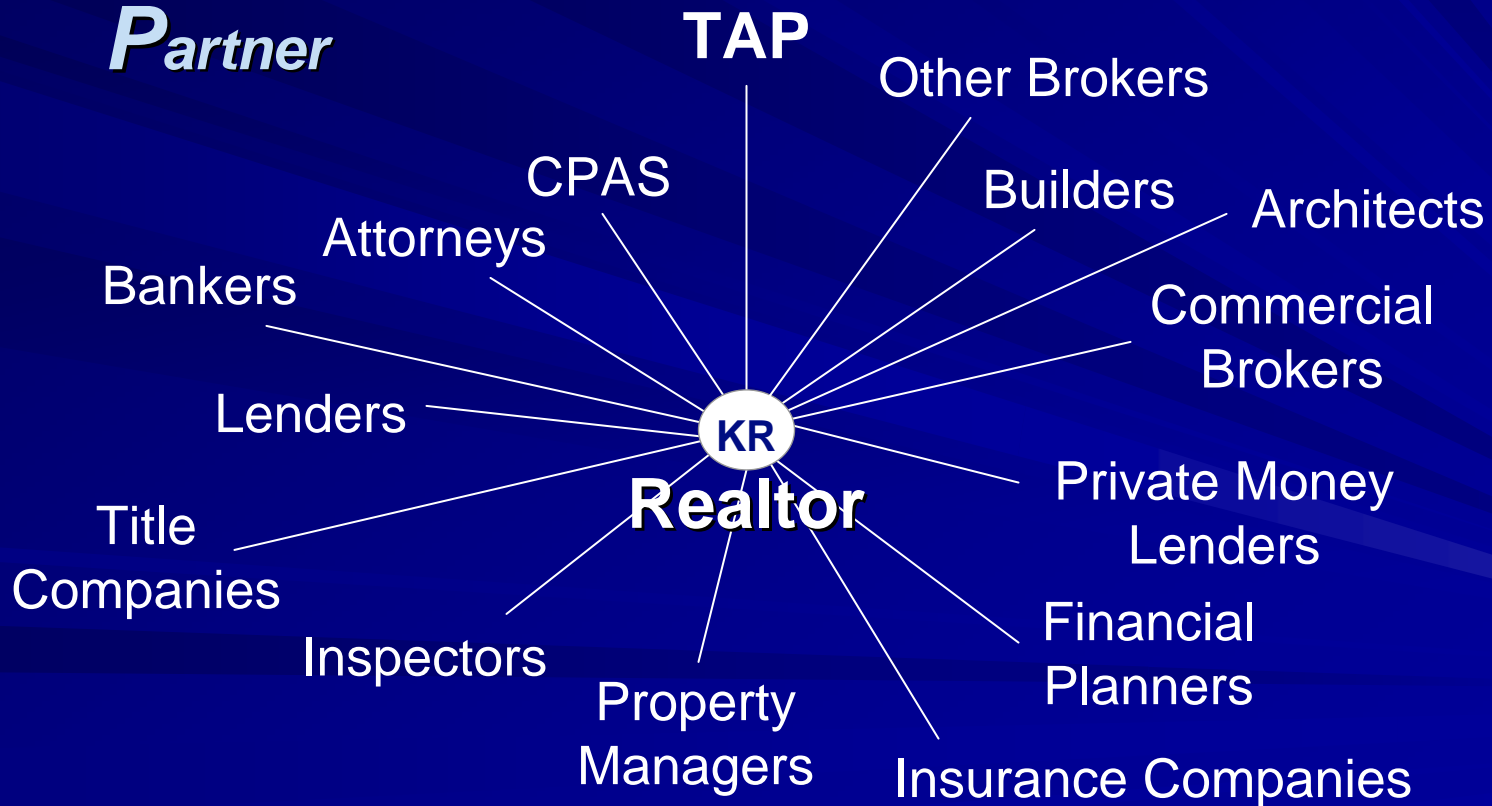 Partner
TAP
Other Brokers
CPAS
Builders
Architects
Attorneys
Bankers
Commercial
Brokers
Lenders
KR
Realtor
Private Money
Lenders
Title
Companies
Financial
Planners
Inspectors
Property
Managers
Insurance Companies